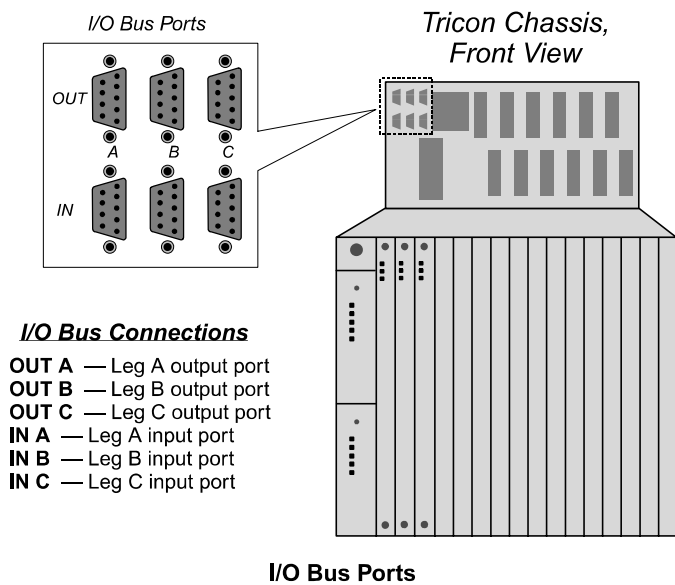 I/O Bus Ports
OUT
A B C
IN
Tricon Chassis,
Front View
I/O Bus Connections
OUT A — Leg A output port
OUT B — Leg B output port
OUT C — Leg C output port
IN A — Leg A input port
IN B — Leg B input port
IN C — Leg C input port
I/O Bus Ports